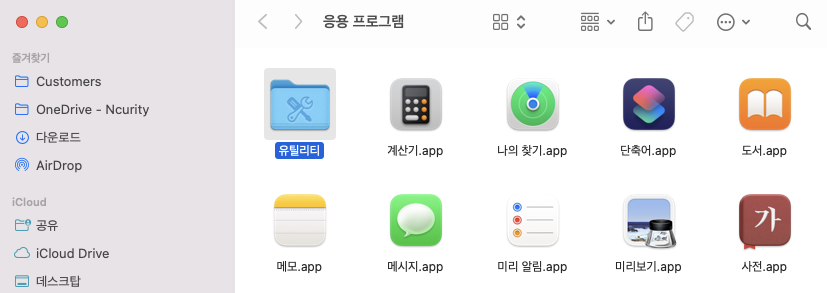 응용 프로그램
즐겨찾기
Customers
OneDrive - Ncurity
다운로드
AirDrop
iCloud
공유
iCloud Drive
데스크탑
유틸리티
계산기.app
나의 찾기.app
단축어.app
도서.app
가
메모.app
메시지.app
미리 알림.app
미리보기.app
사전.app